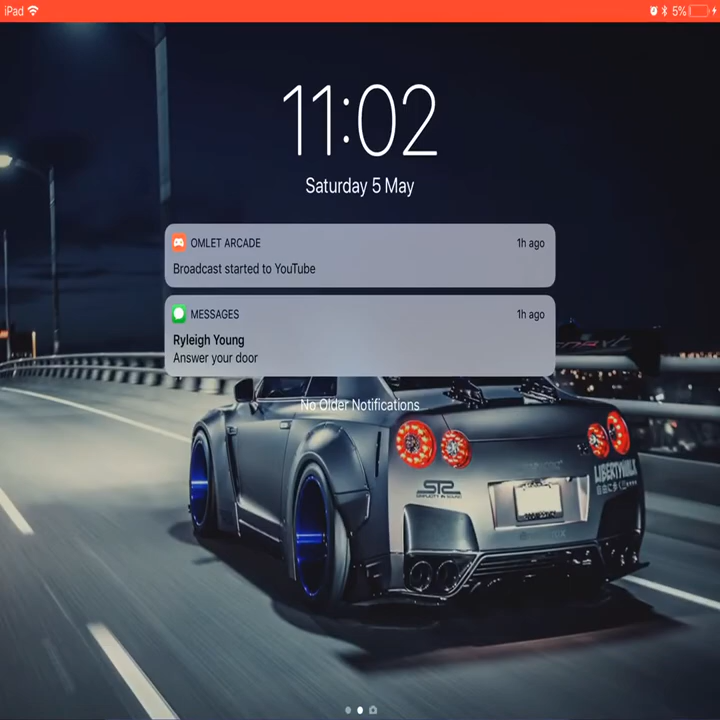 iPad 5%
11:02
Saturday 5 May
OMLET ARCADE 1h ago
Broadcast started to YouTube
MESSAGES 1h ago
Ryleigh Young
Answer your door
No Older Notifications
LIBERTYWALK